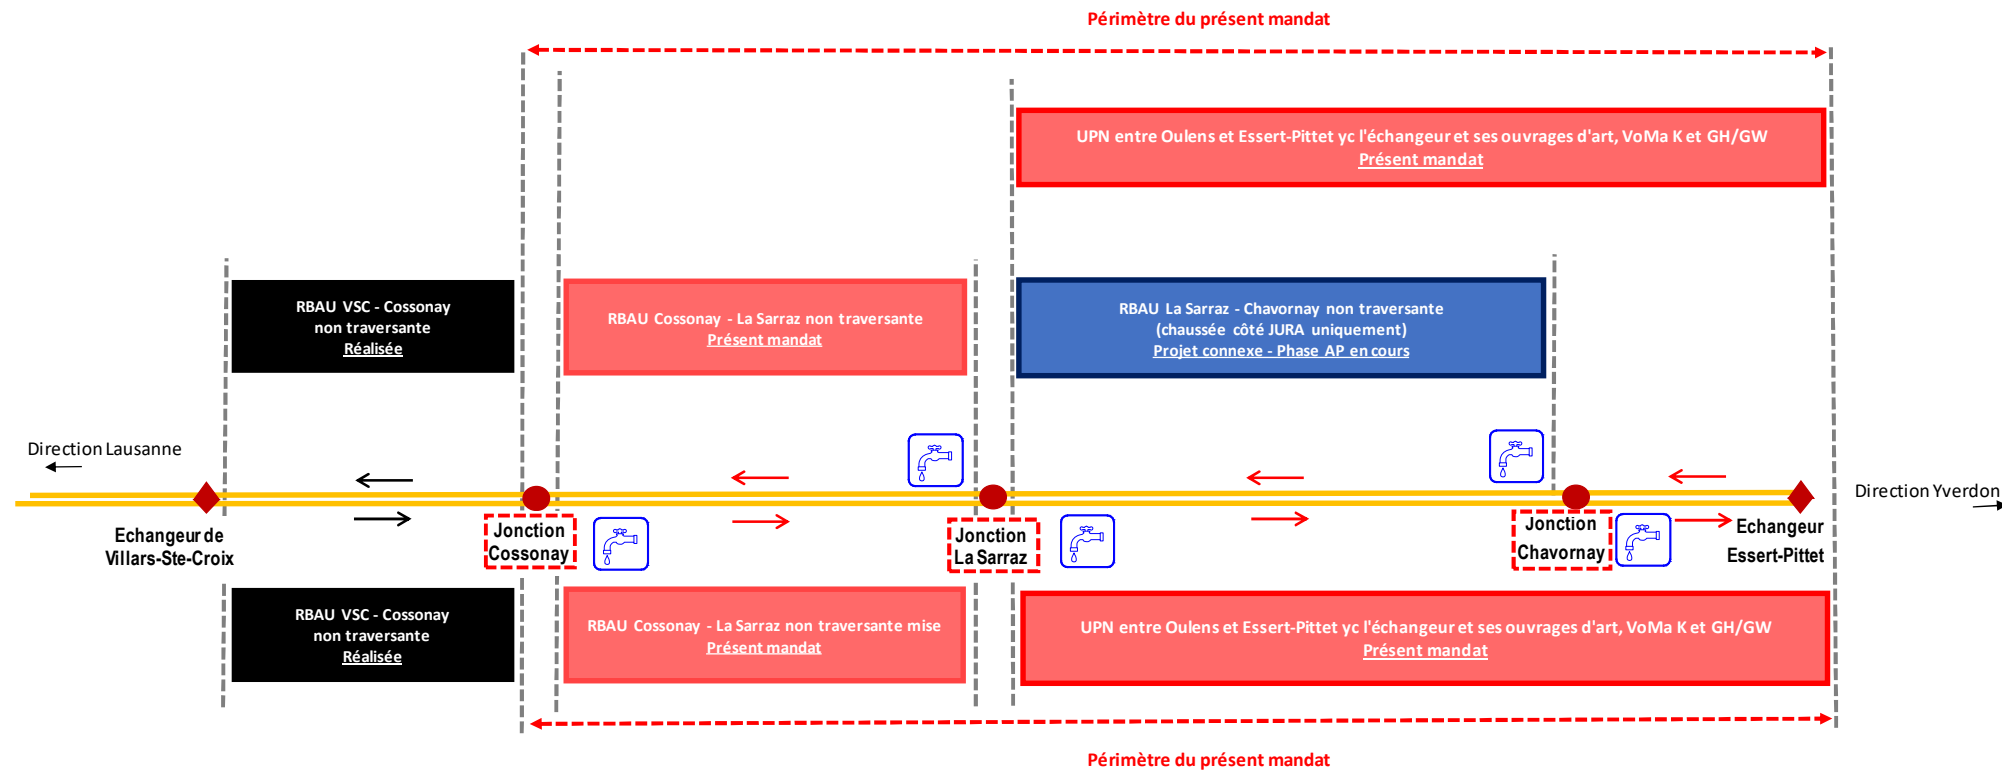 Périmètre du présent mandat
UPN entre Oulens et Essert-Pittet yc l'échangeur et ses ouvrages d'art, VoMa K et GH/GW
Présent mandat
RBAU VSC - Cossonay
non traversante
Réalisée
RBAU Cossonay - La Sarraz non traversante
Présent mandat
RBAU La Sarraz - Chavornay non traversante
(chaussée côté JURA uniquement)
Projet connexe - Phase AP en cours
Direction Lausanne
Direction Yverdon
Echangeur de
Villars-Ste-Croix
Jonction
Cossonay
Jonction
La Sarraz
Jonction
Chavornay
Echangeur
Essert-Pittet
RBAU VSC - Cossonay
non traversante
Réalisée
RBAU Cossonay - La Sarraz non traversante mise
Présent mandat
UPN entre Oulens et Essert-Pittet yc l'échangeur et ses ouvrages d'art, VoMa K et GH/GW
Présent mandat
Périmètre du présent mandat